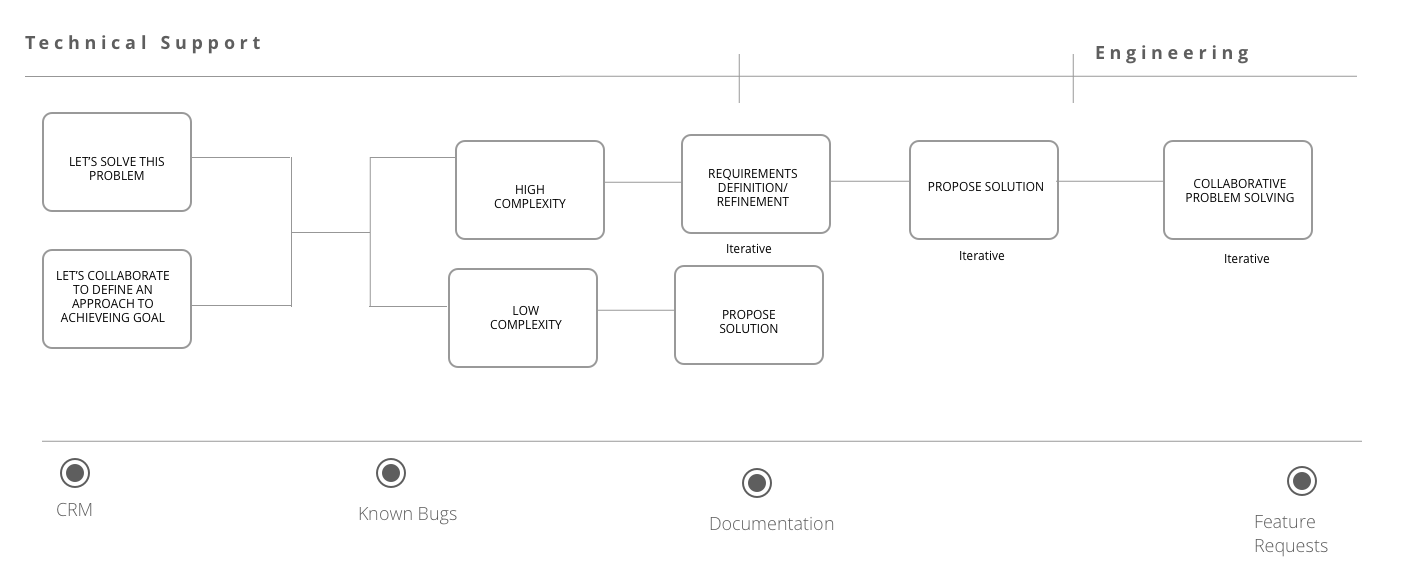 Technical Support
Engineering
LET'S SOLVE THIS
PROBLEM
LET'S COLLABORATE
TO DEFINE AN
APPROACH TO
ACHIEVEING GOAL
HIGH
COMPLEXITY
LOW
COMPLEXITY
REQUIREMENTS
DEFINITION/
REFINEMENT
Iterative
PROPOSE
SOLUTION
PROPOSE SOLUTION
Iterative
COLLABORATIVE
PROBLEM SOLVING
Iterative
CRM
Known Bugs
Documentation
Feature
Requests